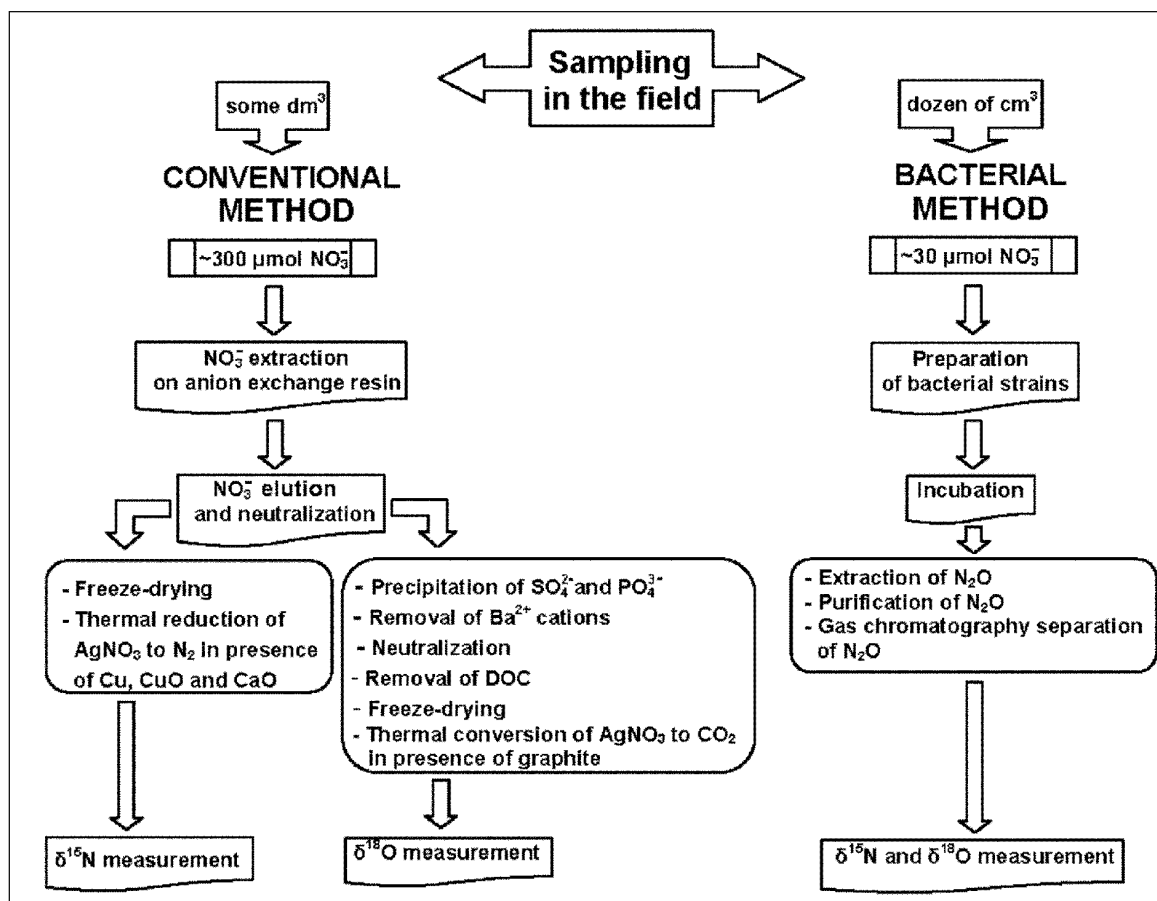 Sampling
in the field
some dm³
CONVENTIONAL
METHOD
~300 µmol NO₃⁻
NO₃⁻ extraction
on anion exchange resin
NO₃⁻ elution
and neutralization
- Freeze-drying
- Thermal reduction of
AgNO₃ to N₂ in presence
of Cu, CuO and CaO
δ¹⁵N measurement
- Precipitation of SO₄²⁻ and PO₄³⁻
- Removal of Ba²⁺ cations
- Neutralization
- Removal of DOC
- Freeze-drying
- Thermal conversion of AgNO₃ to CO₂
in presence of graphite
δ¹⁸O measurement
dozen of cm³
BACTERIAL
METHOD
~30 µmol NO₃⁻
Preparation
of bacterial strains
Incubation
- Extraction of N₂O
- Purification of N₂O
- Gas chromatography separation
of N₂O
δ¹⁵N and δ¹⁸O measurement